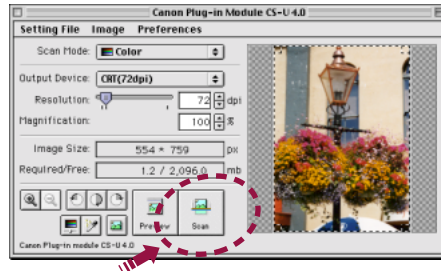 Canon Plug-in Module CS-U 4.0
Setting File Image Preferences
Scan Mode: Color
Output Device: CRT(72dpi)
Resolution: 72 dpi
Magnification: 100 %
Image Size: 554 * 759 px
Required/Free: 1.2 / 2,096.0 mb
Preview Scan
Canon Plug-in module CS-U 4.0